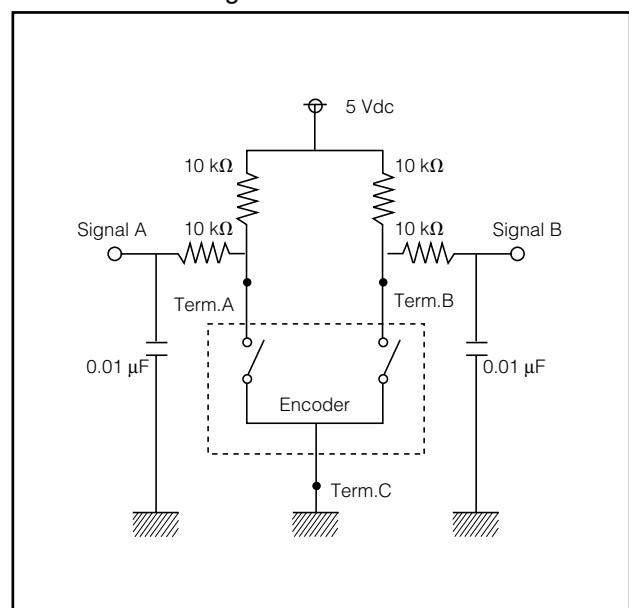 5 Vdc
10 kΩ
10 kΩ
10 kΩ
10 kΩ
Signal A
Signal B
Term.A
Term.B
0.01 μF
0.01 μF
Encoder
Term.C